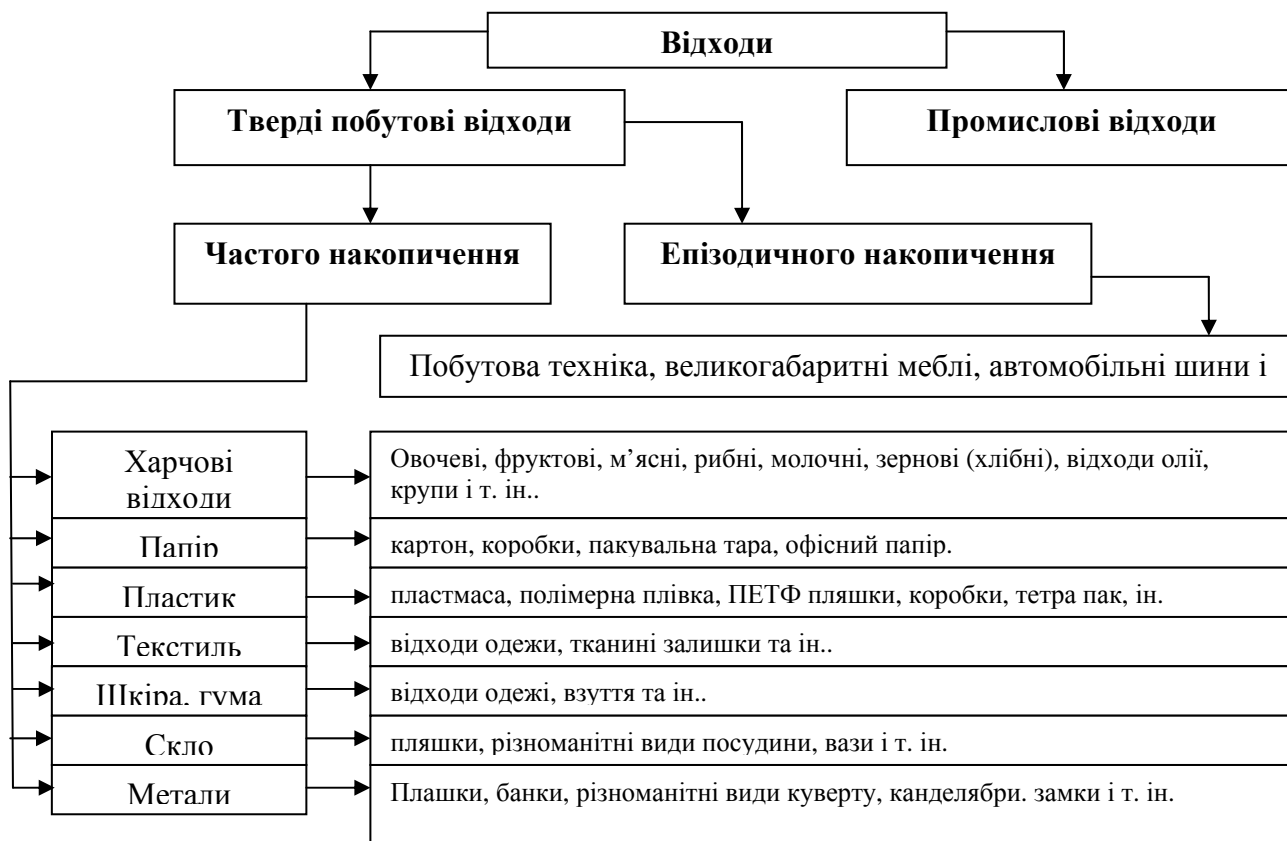 Відходи
Тверді побутові відходи
Промислові відходи
Частого накопичення
Епізодичного накопичення
Побутова техніка, великогабаритні меблі, автомобільні шини і
Харчові
відходи
Овочеві, фруктові, м’ясні, рибні, молочні, зернові (хлібні), відходи олії,
крупи і т. ін..
Папір
картон, коробки, пакувальна тара, офісний папір.
Пластик
пластмаса, полімерна плівка, ПЕТФ пляшки, коробки, тетра пак, ін.
Текстиль
відходи одежи, тканині залишки та ін..
Шкіра, гума
відходи одежі, взуття та ін..
Скло
пляшки, різноманітні види посудини, вази і т. ін.
Метали
Плашки, банки, різноманітні види куверту, канделябри. замки і т. ін.